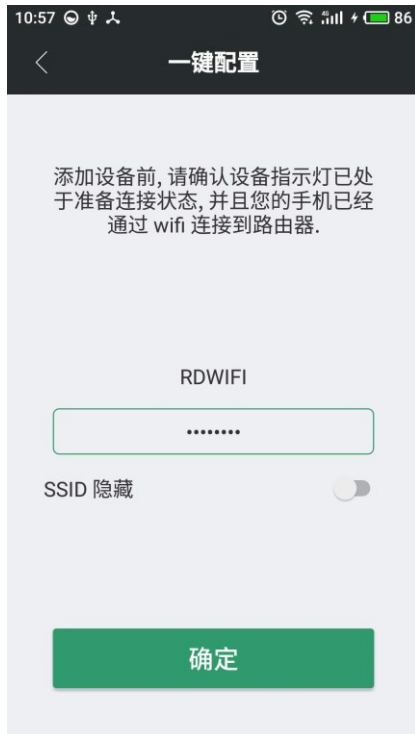 10:57
86
一键配置
添加设备前, 请确认设备指示灯已处
于准备连接状态, 并且您的手机已经
通过 wifi 连接到路由器.
RDWIFI
••••••••
SSID 隐藏
确定